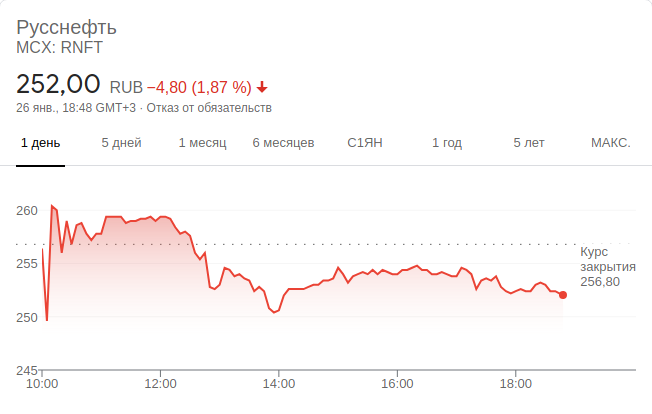 Русснефть
MCX: RNFT
252,00 RUB −4,80 (1,87 %)
26 янв., 18:48 GMT+3 · Отказ от обязательств
1 день 5 дней 1 месяц 6 месяцев С1ЯН 1 год 5 лет МАКС.
260
255
250
245
Курс
закрытия
256,80
10:00 12:00 14:00 16:00 18:00